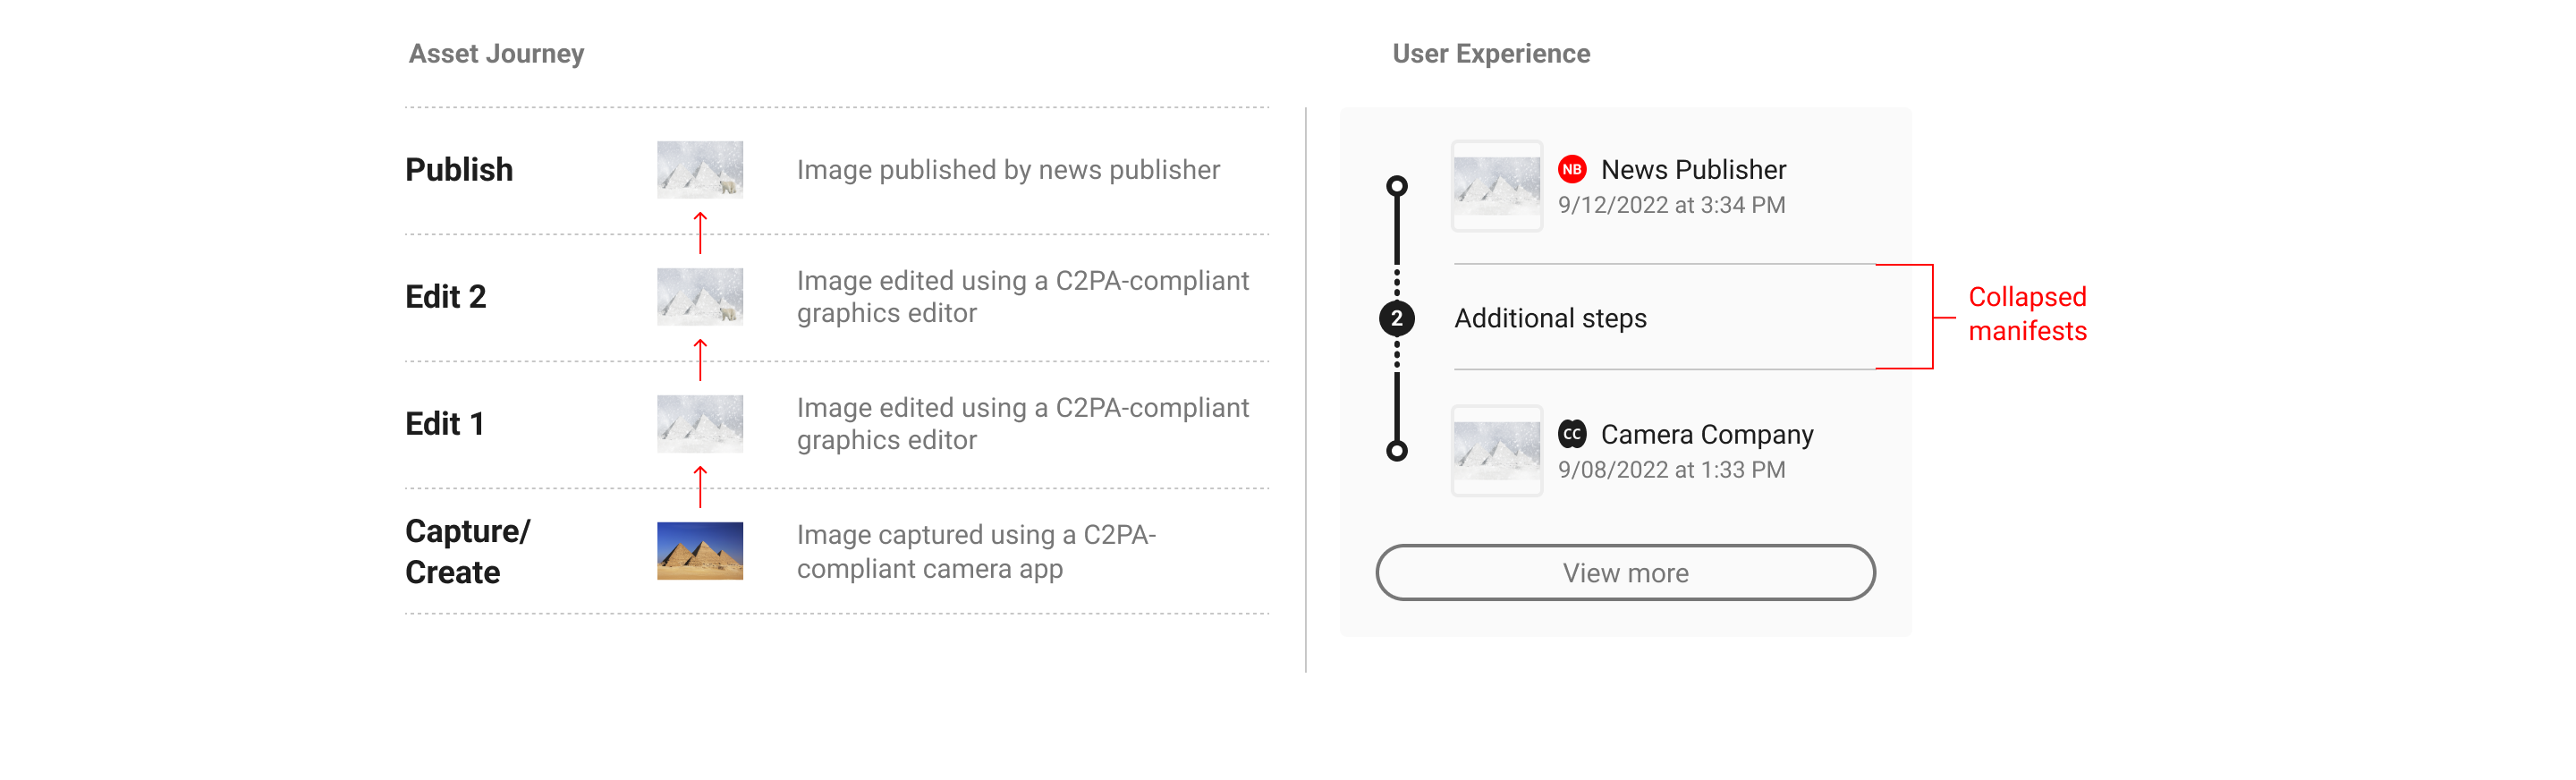 Asset Journey
Publish
Image published by news publisher
Edit 2
Image edited using a C2PA-compliant
graphics editor
Edit 1
Image edited using a C2PA-compliant
graphics editor
Capture/
Create
Image captured using a C2PA-
compliant camera app
User Experience
NB News Publisher
9/12/2022 at 3:34 PM
2 Additional steps
Collapsed
manifests
CC Camera Company
9/08/2022 at 1:33 PM
View more